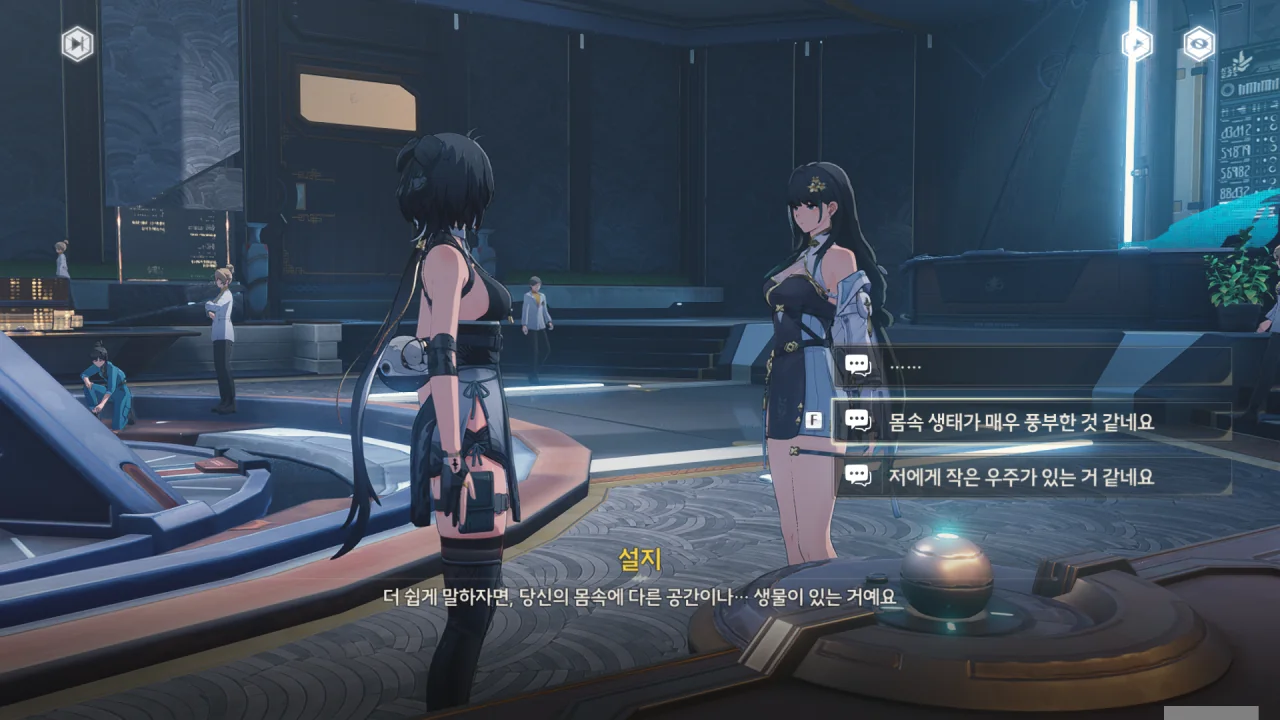 ……
F
몸속 생태가 매우 풍부한 것 같네요
저에게 작은 우주가 있는 거 같네요
설지
더 쉽게 말하자면, 당신의 몸속에 다른 공간이나… 생물이 있는 거예요